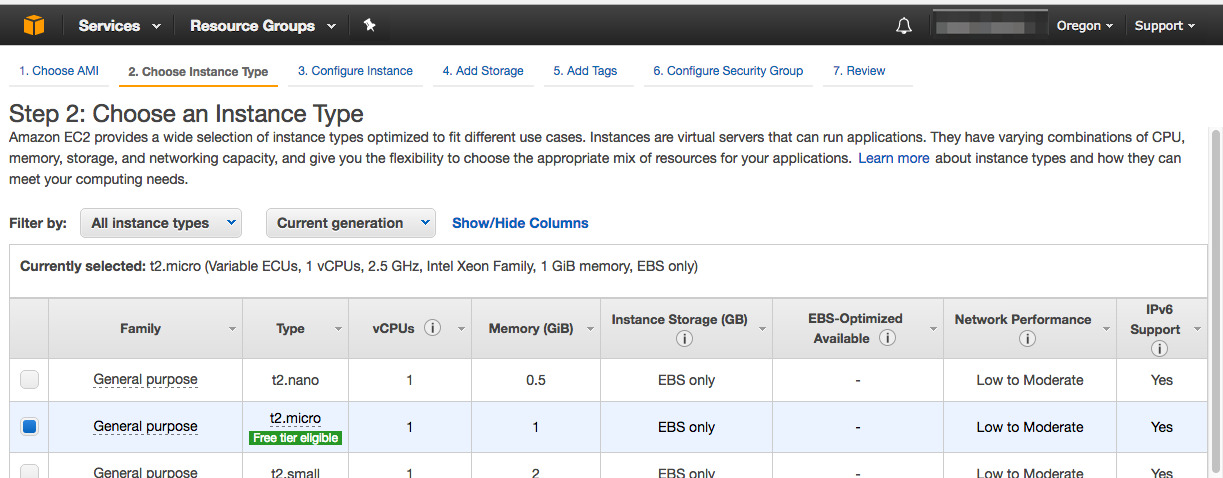 Services Resource Groups Oregon Support
1. Choose AMI 2. Choose Instance Type 3. Configure Instance 4. Add Storage 5. Add Tags 6. Configure Security Group 7. Review
Step 2: Choose an Instance Type
Amazon EC2 provides a wide selection of instance types optimized to fit different use cases. Instances are virtual servers that can run applications. They have varying combinations of CPU,
memory, storage, and networking capacity, and give you the flexibility to choose the appropriate mix of resources for your applications. Learn more about instance types and how they can
meet your computing needs.
Filter by: All instance types Current generation Show/Hide Columns
Currently selected: t2.micro (Variable ECUs, 1 vCPUs, 2.5 GHz, Intel Xeon Family, 1 GiB memory, EBS only)
Family Type vCPUs Memory (GiB) Instance Storage (GB) EBS-Optimized Available Network Performance IPv6 Support
General purpose t2.nano 1 0.5 EBS only - Low to Moderate Yes
General purpose t2.micro Free tier eligible 1 1 EBS only - Low to Moderate Yes
General purpose t2.small 1 2 EBS only - Low to Moderate Yes